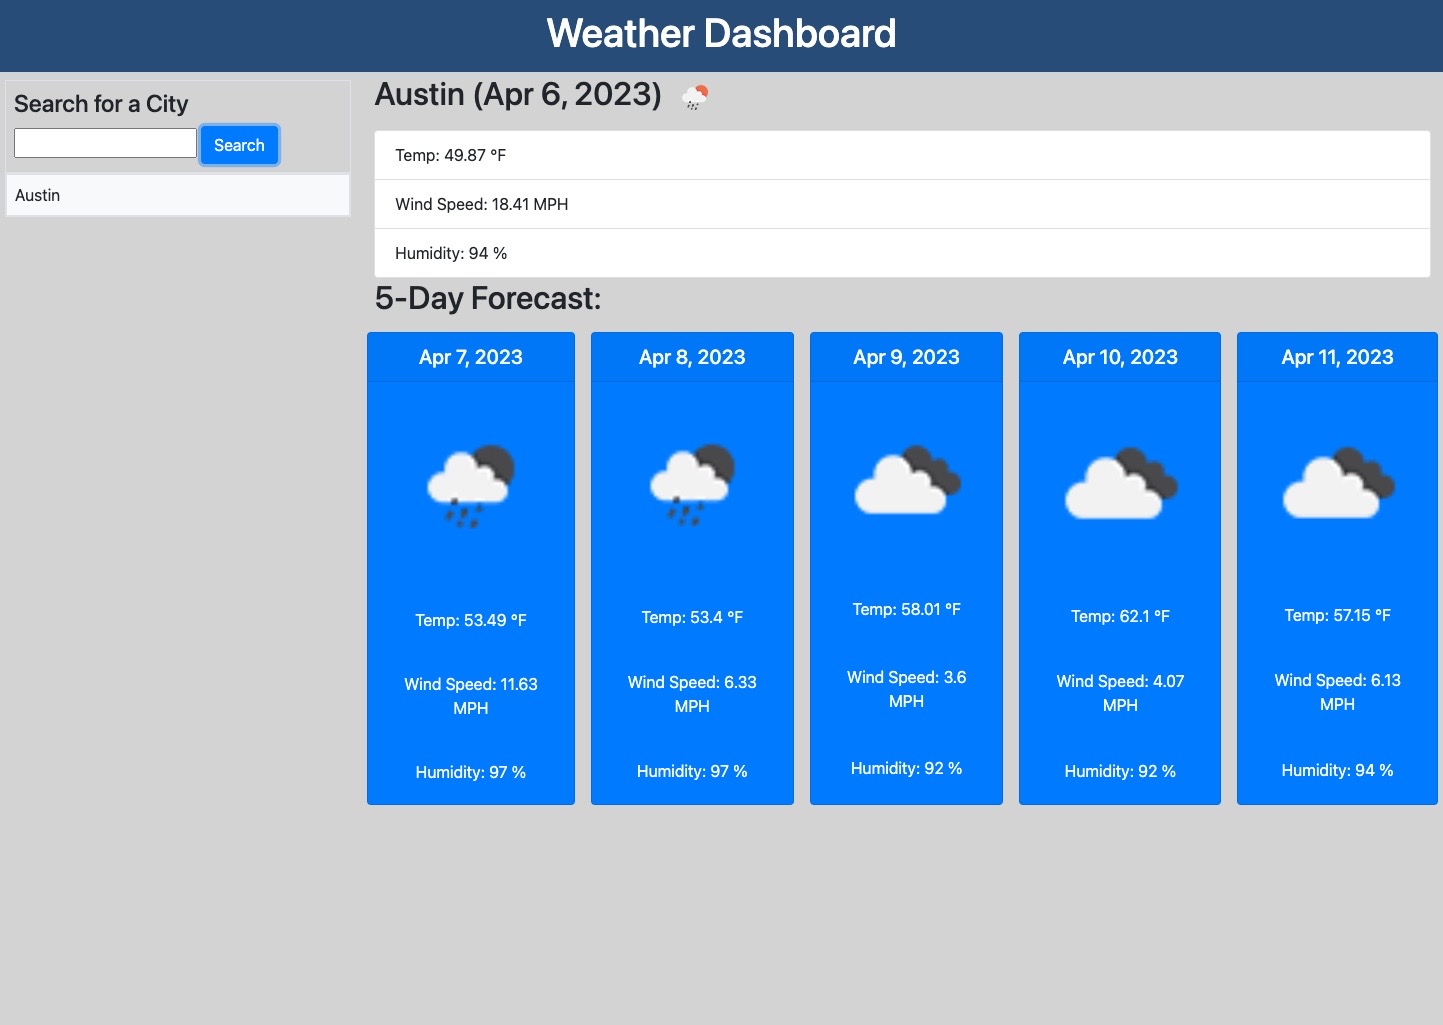 Weather Dashboard
Search for a City
Search
Austin
Austin (Apr 6, 2023)
Temp: 49.87 °F
Wind Speed: 18.41 MPH
Humidity: 94 %
5-Day Forecast:
Apr 7, 2023
Temp: 53.49 °F
Wind Speed: 11.63
MPH
Humidity: 97 %
Apr 8, 2023
Temp: 53.4 °F
Wind Speed: 6.33
MPH
Humidity: 97 %
Apr 9, 2023
Temp: 58.01 °F
Wind Speed: 3.6
MPH
Humidity: 92 %
Apr 10, 2023
Temp: 62.1 °F
Wind Speed: 4.07
MPH
Humidity: 92 %
Apr 11, 2023
Temp: 57.15 °F
Wind Speed: 6.13
MPH
Humidity: 94 %